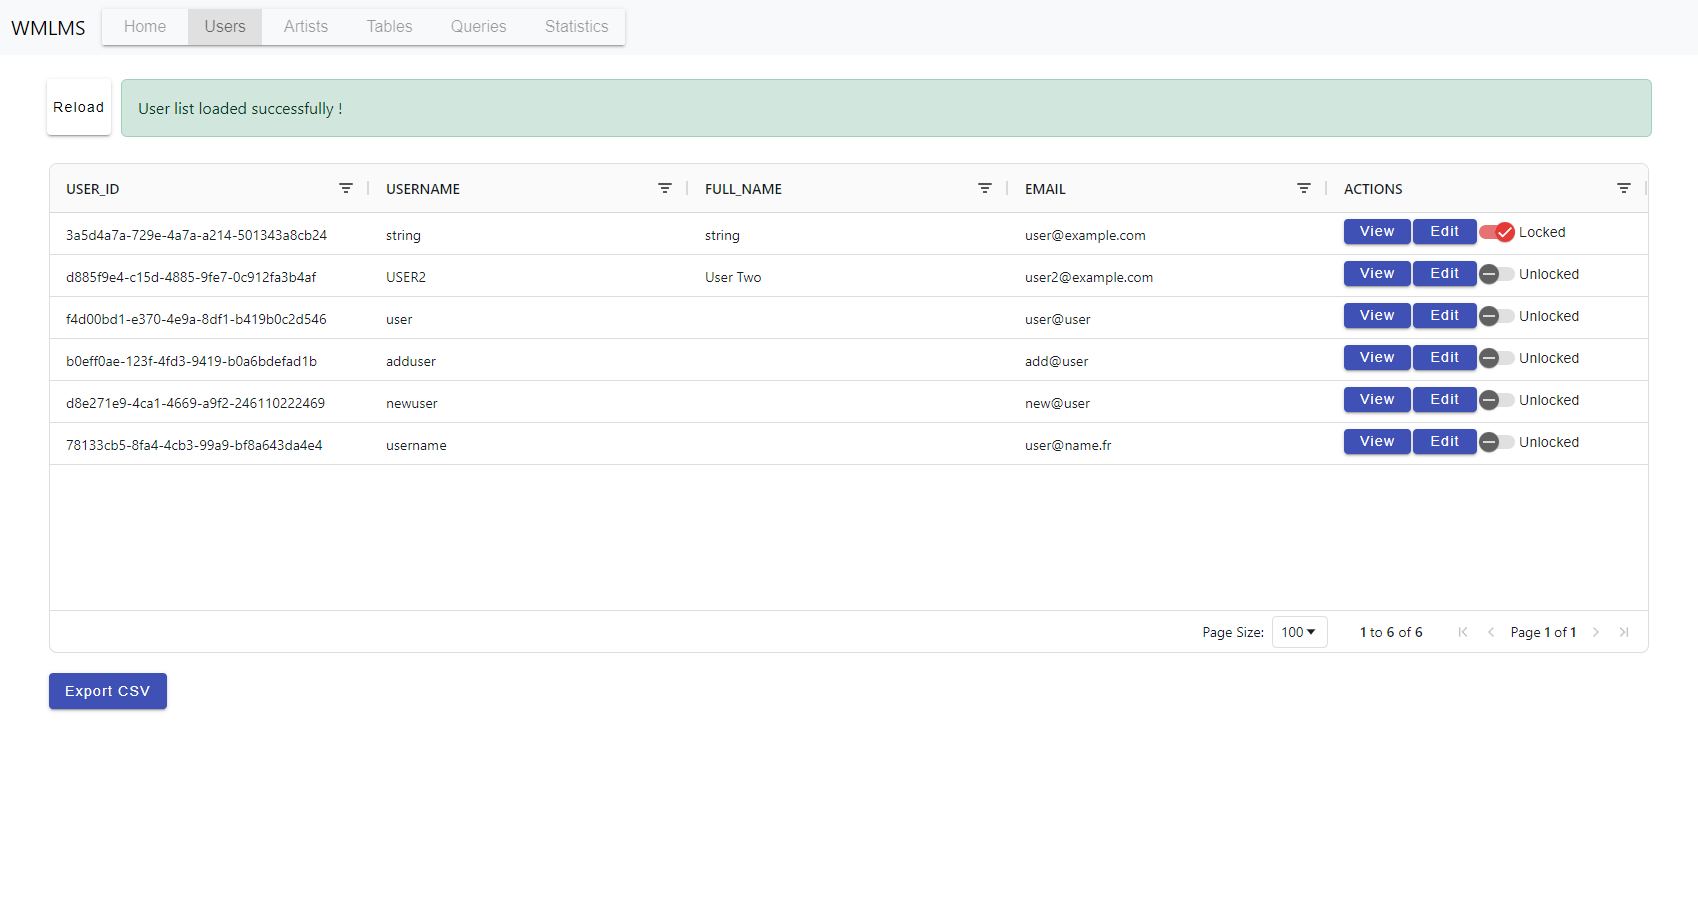 WMLMS Home Users Artists Tables Queries Statistics
Reload User list loaded successfully !
USER_ID USERNAME FULL_NAME EMAIL ACTIONS
3a5d4a7a-729e-4a7a-a214-501343a8cb24 string string user@example.com View Edit Locked
d885f9e4-c15d-4885-9fe7-0c912fa3b4af USER2 User Two user2@example.com View Edit Unlocked
f4d00bd1-e370-4e9a-8df1-b419b0c2d546 user user@user View Edit Unlocked
b0eff0ae-123f-4fd3-9419-b0a6bdefad1b adduser add@user View Edit Unlocked
d8e271e9-4ca1-4669-a9f2-246110222469 newuser new@user View Edit Unlocked
78133cb5-8fa4-4cb3-99a9-bf8a643da4e4 username user@name.fr View Edit Unlocked
Page Size: 100 1 to 6 of 6 Page 1 of 1
Export CSV